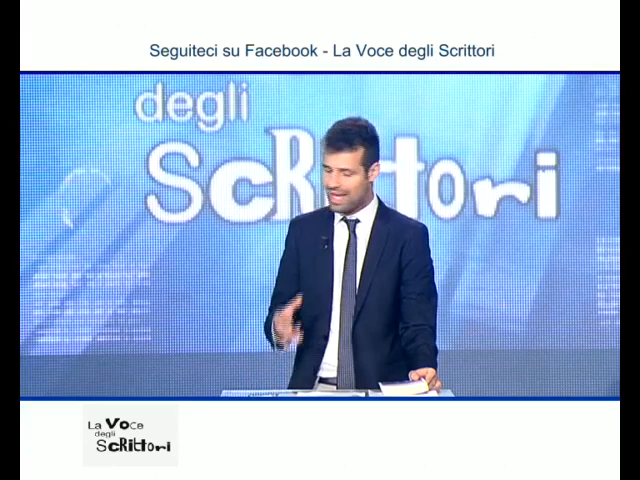 Seguiteci su Facebook - La Voce degli Scrittori
degli
ScRittori
La Voce
degli
ScRittori